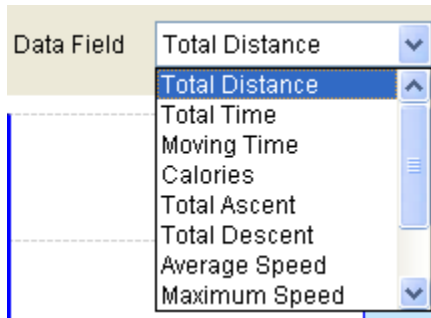 Data Field Total Distance
Total Distance
Total Time
Moving Time
Calories
Total Ascent
Total Descent
Average Speed
Maximum Speed